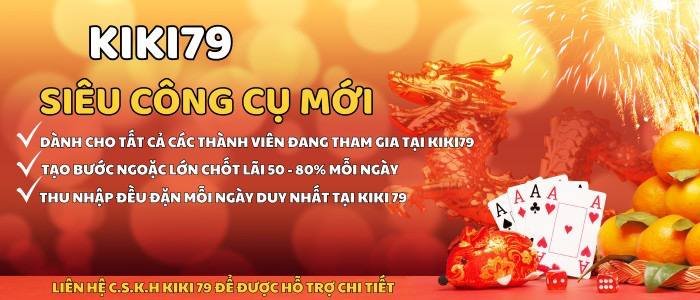 KIKI79
SIÊU CÔNG CỤ MỚI
DÀNH CHO TẤT CẢ CÁC THÀNH VIÊN ĐANG THAM GIA TẠI KIKI79
TẠO BƯỚC NGOẶC LỚN CHỐT LÃI 50 - 80% MỖI NGÀY
THU NHẬP ĐỀU ĐẶN MỖI NGÀY DUY NHẤT TẠI KIKI 79
A A A A
LIÊN HỆ C.S.K.H KIKI 79 ĐỂ ĐƯỢC HỖ TRỢ CHI TIẾT